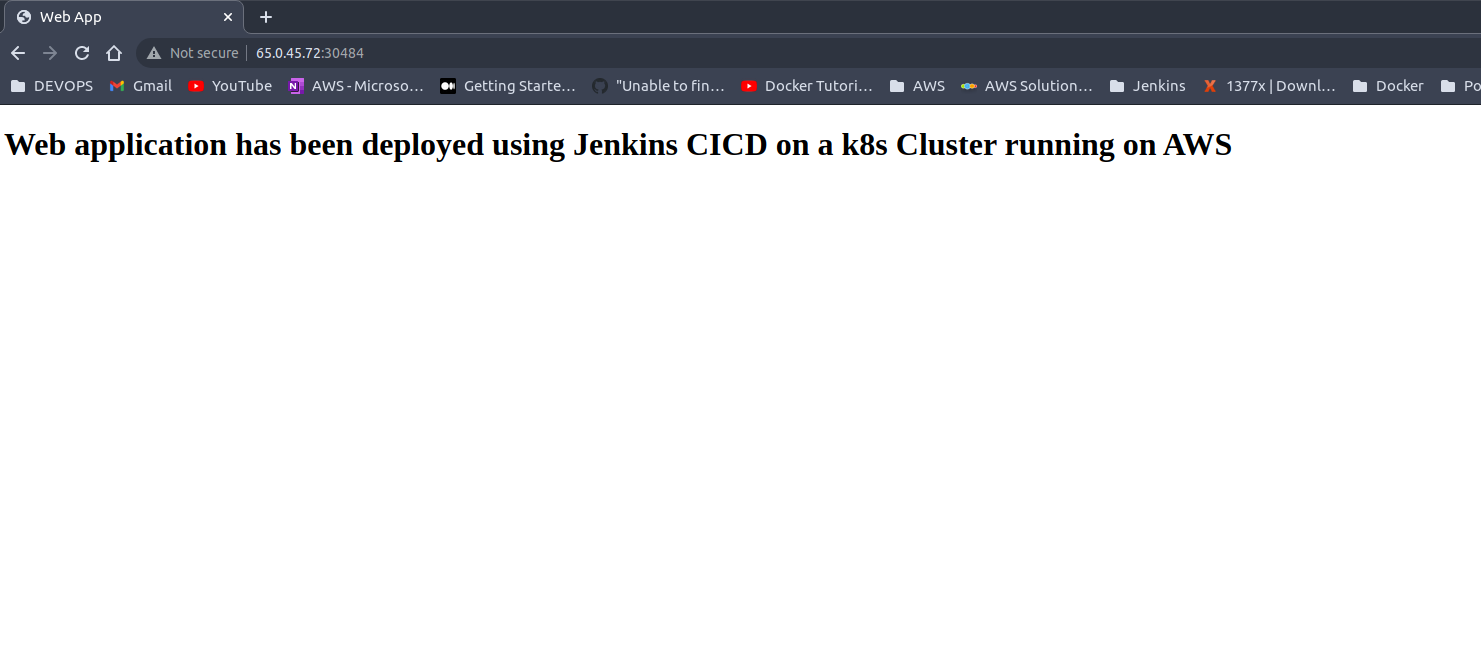 Web App
Not secure 65.0.45.72:30484
DEVOPS Gmail YouTube AWS - Microso... Getting Starte... "Unable to fin... Docker Tutori... AWS AWS Solution... Jenkins 1377x | Downl... Docker Po
Web application has been deployed using Jenkins CICD on a k8s Cluster running on AWS